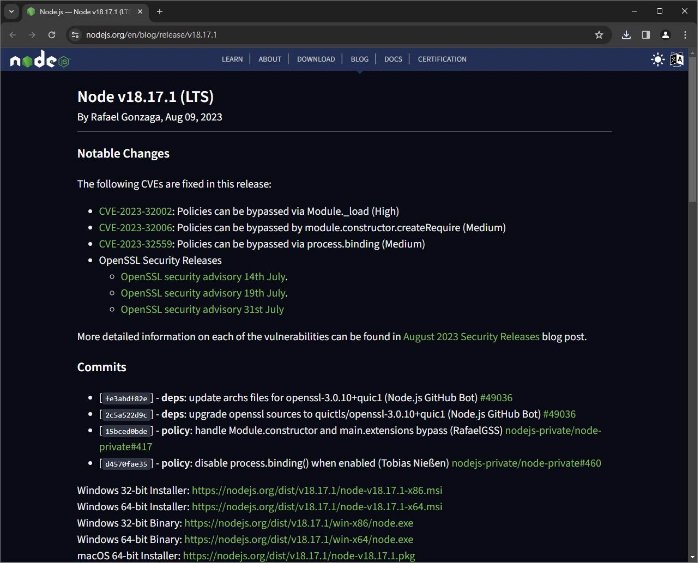 Node.js — Node v18.17.1 (LTS)
nodejs.org/en/blog/release/v18.17.1
node
LEARN ABOUT DOWNLOAD BLOG DOCS CERTIFICATION
Node v18.17.1 (LTS)
By Rafael Gonzaga, Aug 09, 2023
Notable Changes
The following CVEs are fixed in this release:
• CVE-2023-32002: Policies can be bypassed via Module._load (High)
• CVE-2023-32006: Policies can be bypassed by module.constructor.createRequire (Medium)
• CVE-2023-32559: Policies can be bypassed via process.binding (Medium)
• OpenSSL Security Releases
◦ OpenSSL security advisory 14th July.
◦ OpenSSL security advisory 19th July.
◦ OpenSSL security advisory 31st July
More detailed information on each of the vulnerabilities can be found in August 2023 Security Releases blog post.
Commits
• [fe3abdf82e] - deps: update archs files for openssl-3.0.10+quic1 (Node.js GitHub Bot) #49036
• [2c5a522d9c] - deps: upgrade openssl sources to quictls/openssl-3.0.10+quic1 (Node.js GitHub Bot) #49036
• [15bced0bde] - policy: handle Module.constructor and main.extensions bypass (RafaelGSS) nodejs-private/node-
private#417
• [d4570fae35] - policy: disable process.binding() when enabled (Tobias Nießen) nodejs-private/node-private#460
Windows 32-bit Installer: https://nodejs.org/dist/v18.17.1/node-v18.17.1-x86.msi
Windows 64-bit Installer: https://nodejs.org/dist/v18.17.1/node-v18.17.1-x64.msi
Windows 32-bit Binary: https://nodejs.org/dist/v18.17.1/win-x86/node.exe
Windows 64-bit Binary: https://nodejs.org/dist/v18.17.1/win-x64/node.exe
macOS 64-bit Installer: https://nodejs.org/dist/v18.17.1/node-v18.17.1.pkg